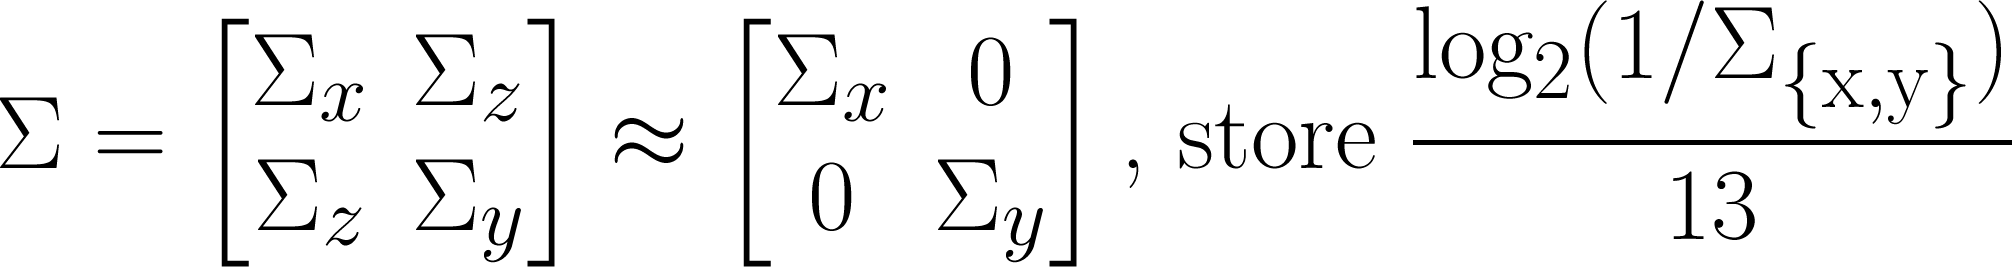 Σ = [Σ_x Σ_z; Σ_z Σ_y] ≈ [Σ_x 0; 0 Σ_y] , store log₂(1/Σ_{x,y}) / 13